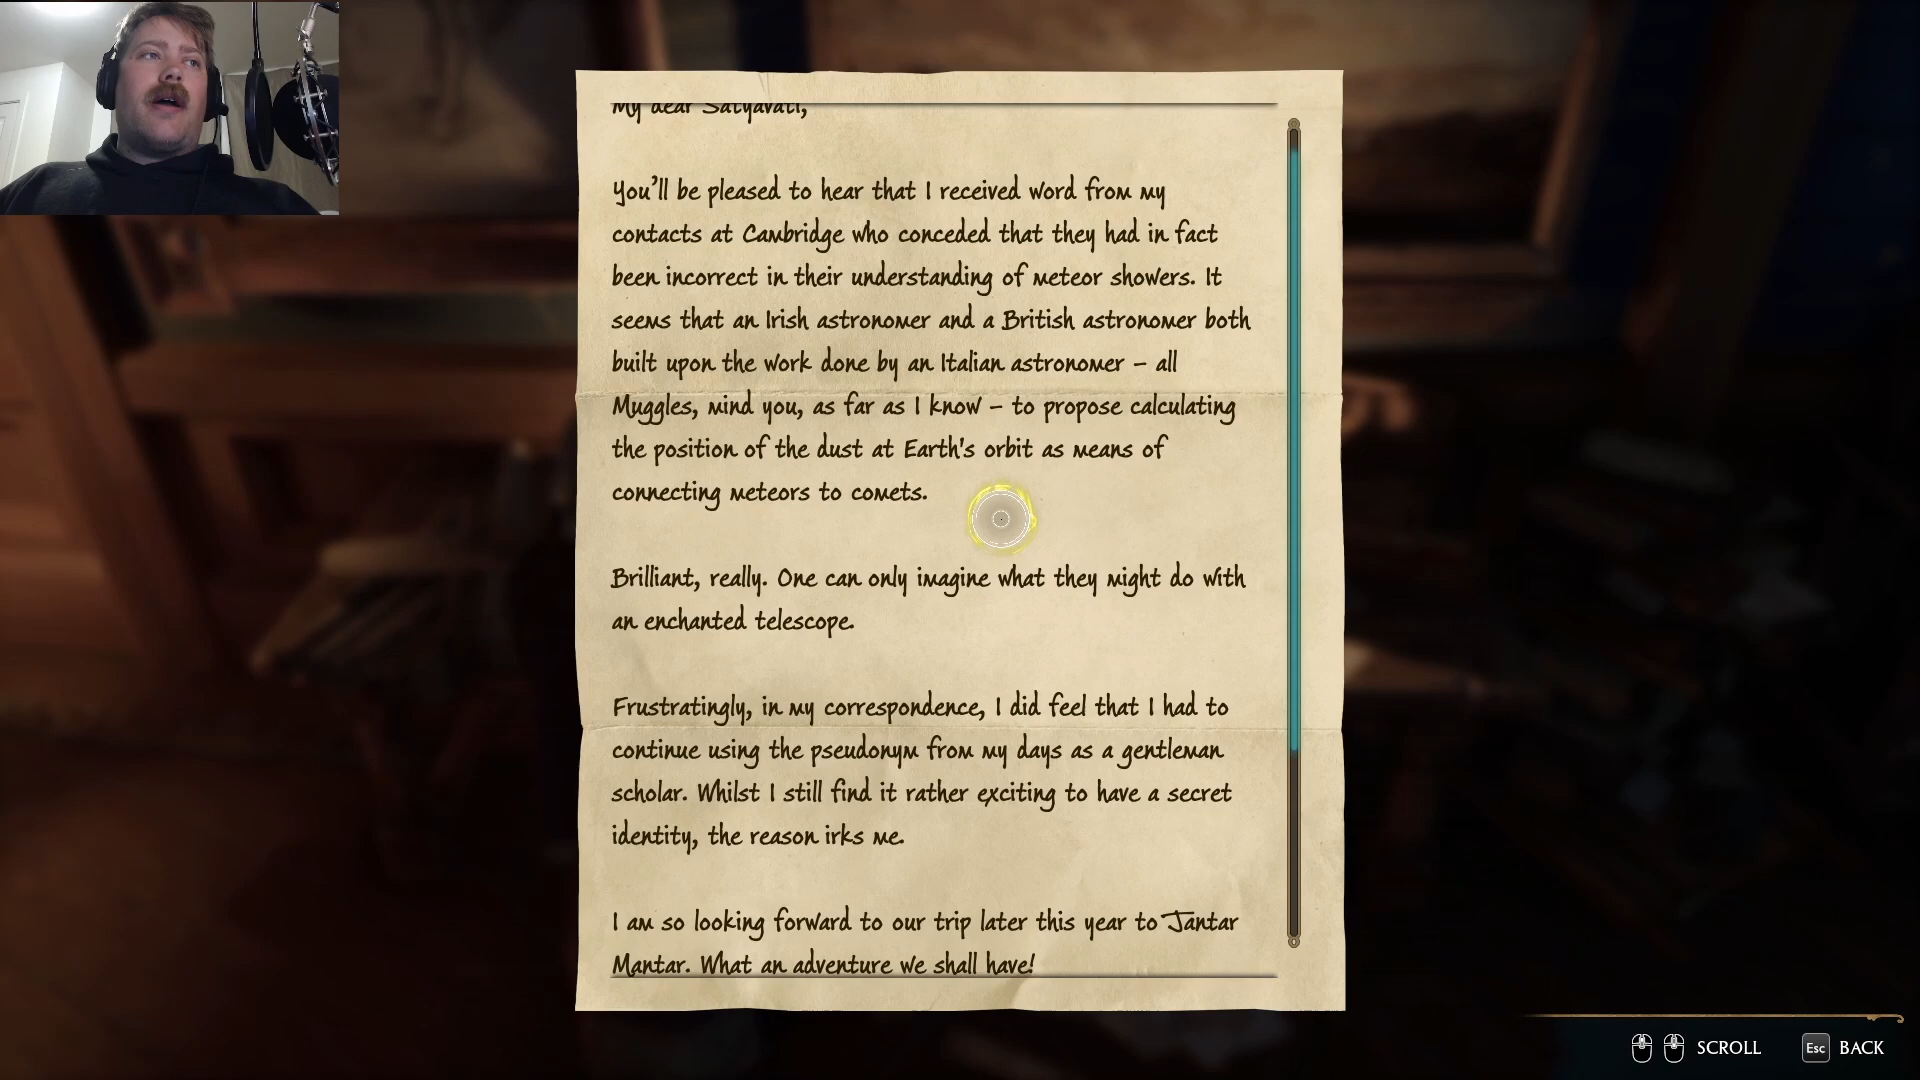 My dear Satyavati,
You'll be pleased to hear that I received word from my
contacts at Cambridge who conceded that they had in fact
been incorrect in their understanding of meteor showers. It
seems that an Irish astronomer and a British astronomer both
built upon the work done by an Italian astronomer – all
Muggles, mind you, as far as I know – to propose calculating
the position of the dust at Earth's orbit as means of
connecting meteors to comets.
Brilliant, really. One can only imagine what they might do with
an enchanted telescope.
Frustratingly, in my correspondence, I did feel that I had to
continue using the pseudonym from my days as a gentleman
scholar. Whilst I still find it rather exciting to have a secret
identity, the reason irks me.
I am so looking forward to our trip later this year to Jantar
Mantar. What an adventure we shall have!
SCROLL
Esc BACK